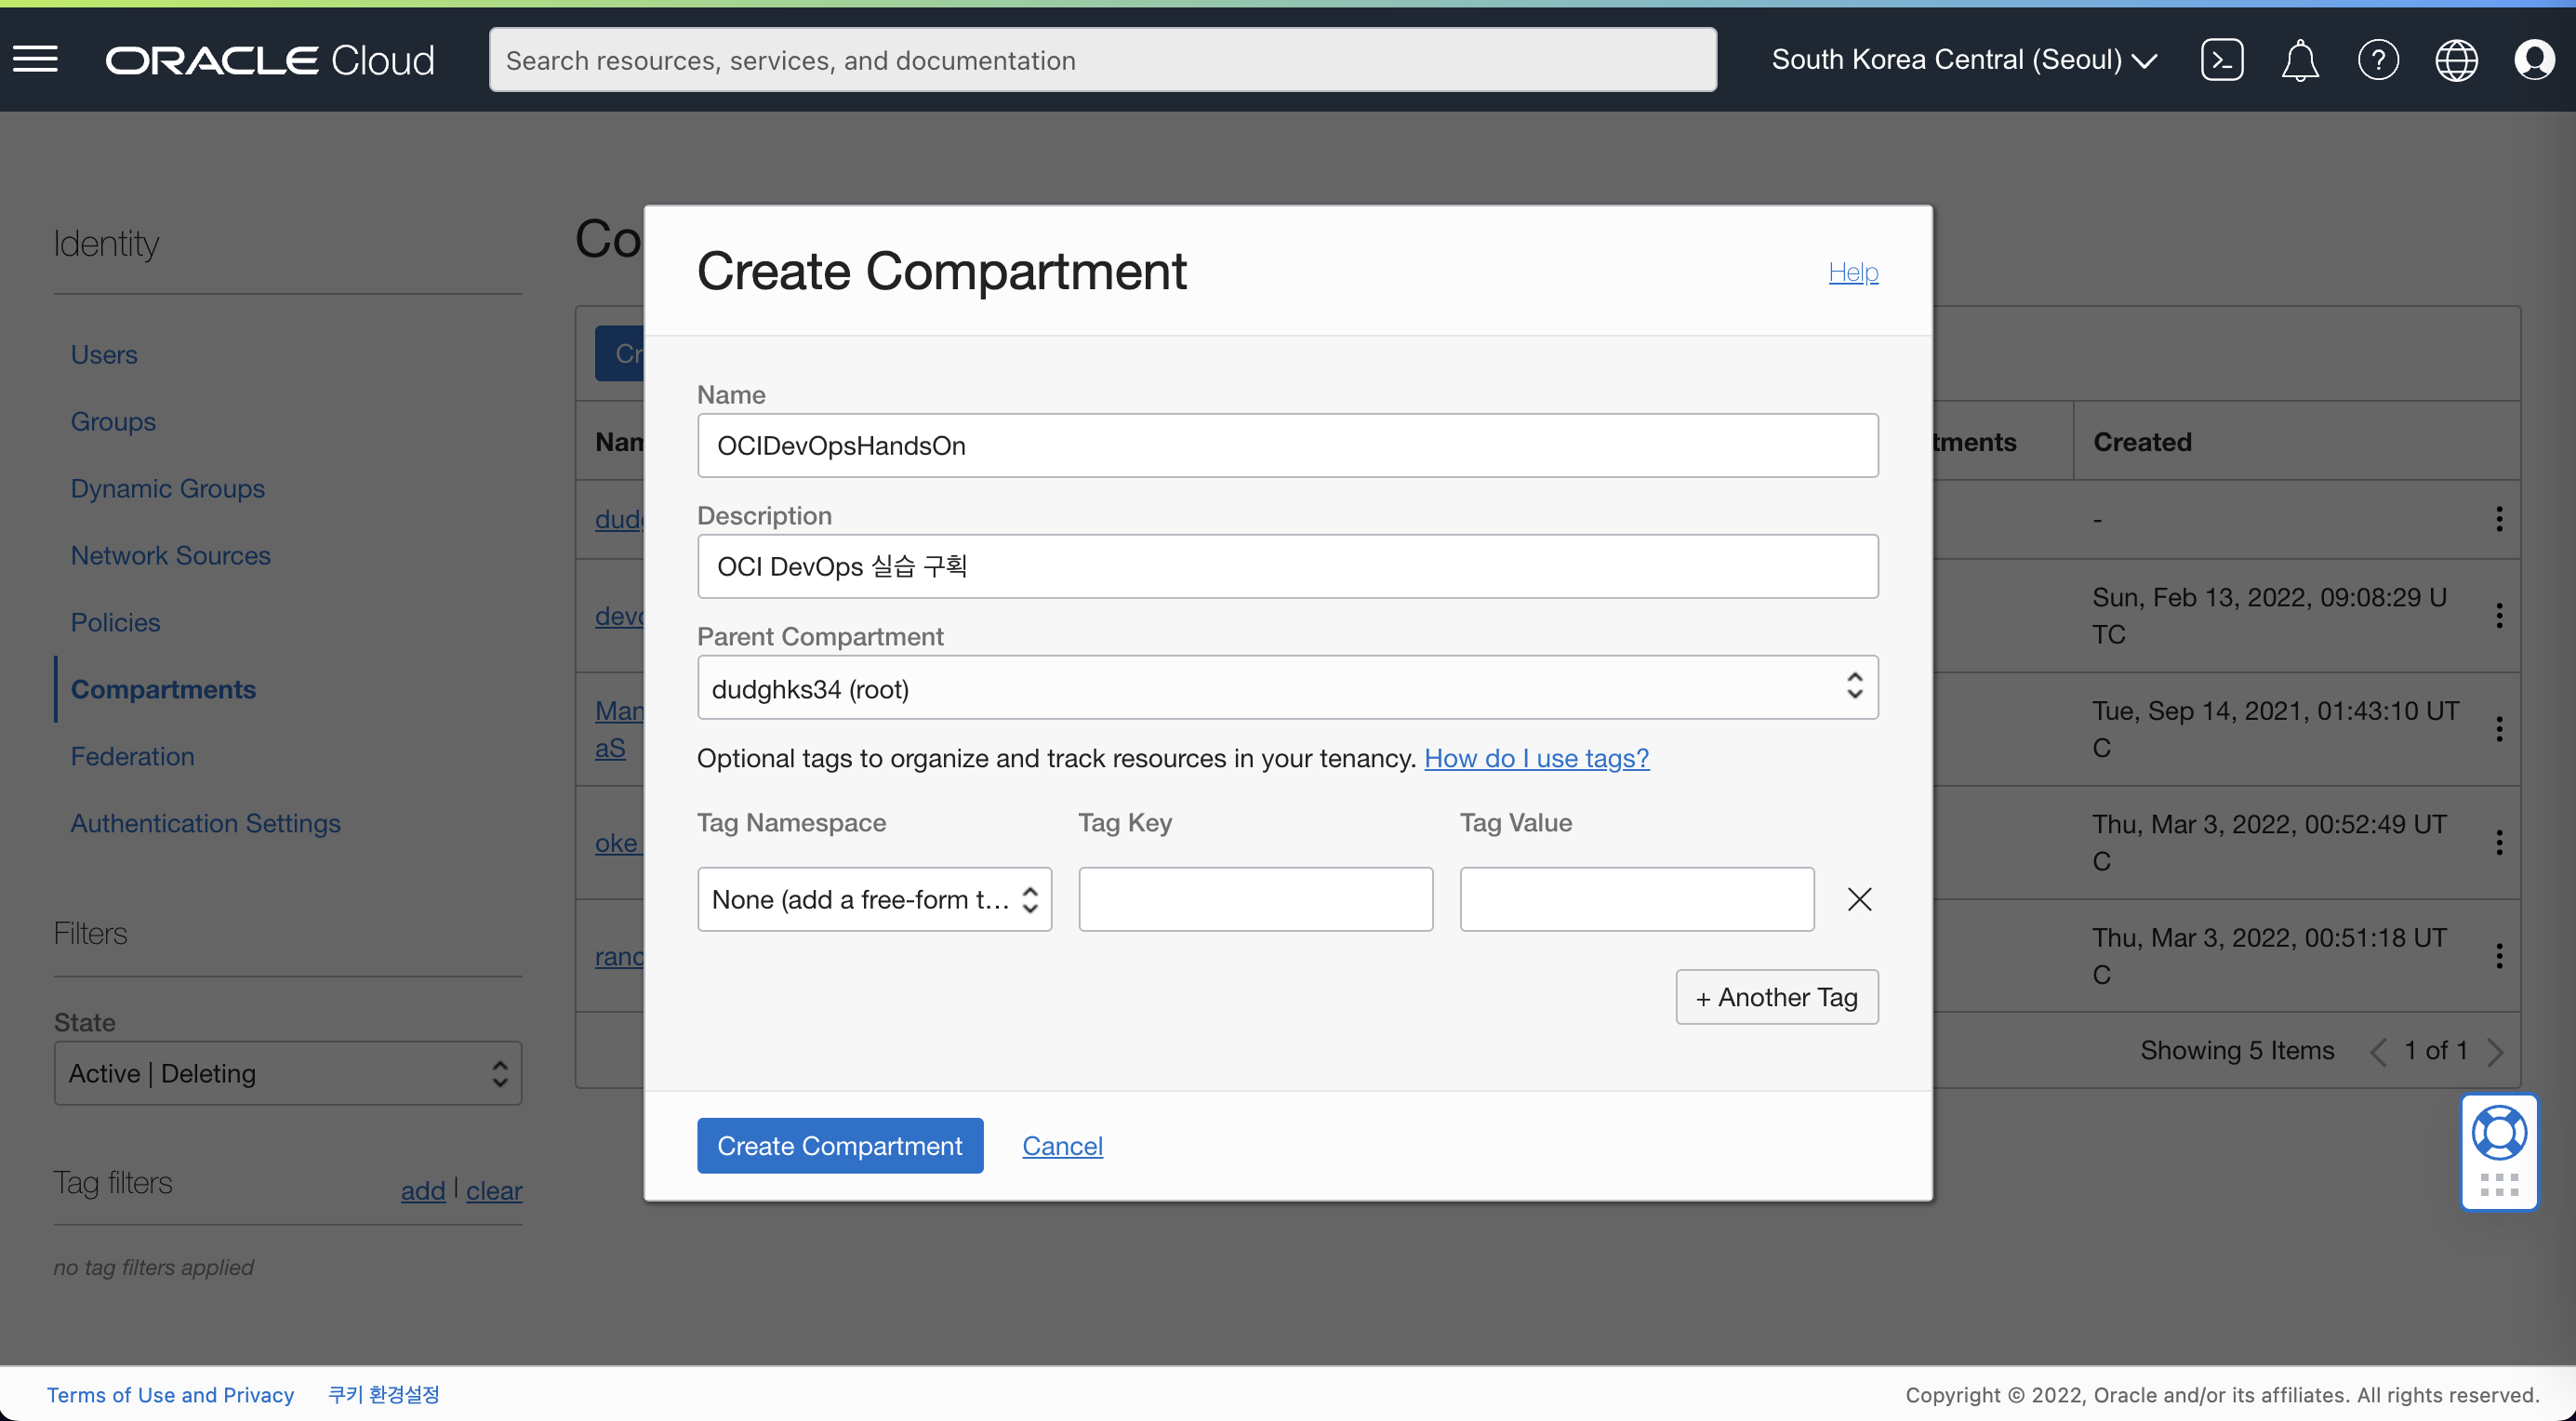 ORACLE Cloud
Search resources, services, and documentation
South Korea Central (Seoul)
Identity
Users
Groups
Dynamic Groups
Network Sources
Policies
Compartments
Federation
Authentication Settings
Filters
State
Active | Deleting
Tag filters
add | clear
no tag filters applied
Co
Cr
Nam
tments
Created
dudg
-
devo
Sun, Feb 13, 2022, 09:08:29 U
TC
Man
aS
Tue, Sep 14, 2021, 01:43:10 UT
C
oke
Thu, Mar 3, 2022, 00:52:49 UT
C
ranc
Thu, Mar 3, 2022, 00:51:18 UT
C
Showing 5 Items
1 of 1
Create Compartment
Help
Name
OCIDevOpsHandsOn
Description
OCI DevOps 실습 구획
Parent Compartment
dudghks34 (root)
Optional tags to organize and track resources in your tenancy. How do I use tags?
Tag Namespace
Tag Key
Tag Value
None (add a free-form t...
+ Another Tag
Create Compartment
Cancel
Terms of Use and Privacy
쿠키 환경설정
Copyright © 2022, Oracle and/or its affiliates. All rights reserved.